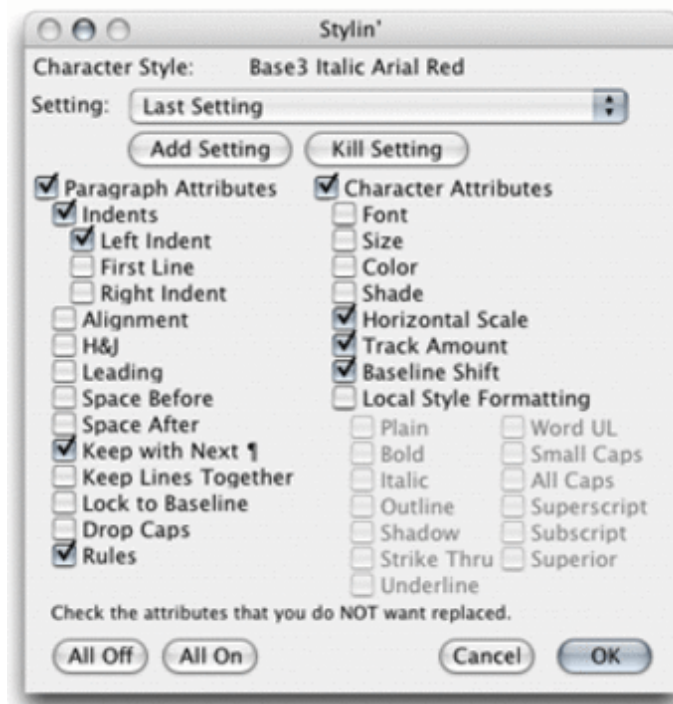 Stylin'
Character Style: Base3 Italic Arial Red
Setting: Last Setting
Add Setting Kill Setting
Paragraph Attributes
Indents
Left Indent
First Line
Right Indent
Alignment
H&J
Leading
Space Before
Space After
Keep with Next ¶
Keep Lines Together
Lock to Baseline
Drop Caps
Rules
Character Attributes
Font
Size
Color
Shade
Horizontal Scale
Track Amount
Baseline Shift
Local Style Formatting
Plain
Bold
Italic
Outline
Shadow
Strike Thru
Underline
Word UL
Small Caps
All Caps
Superscript
Subscript
Superior
Check the attributes that you do NOT want replaced.
All Off All On Cancel OK